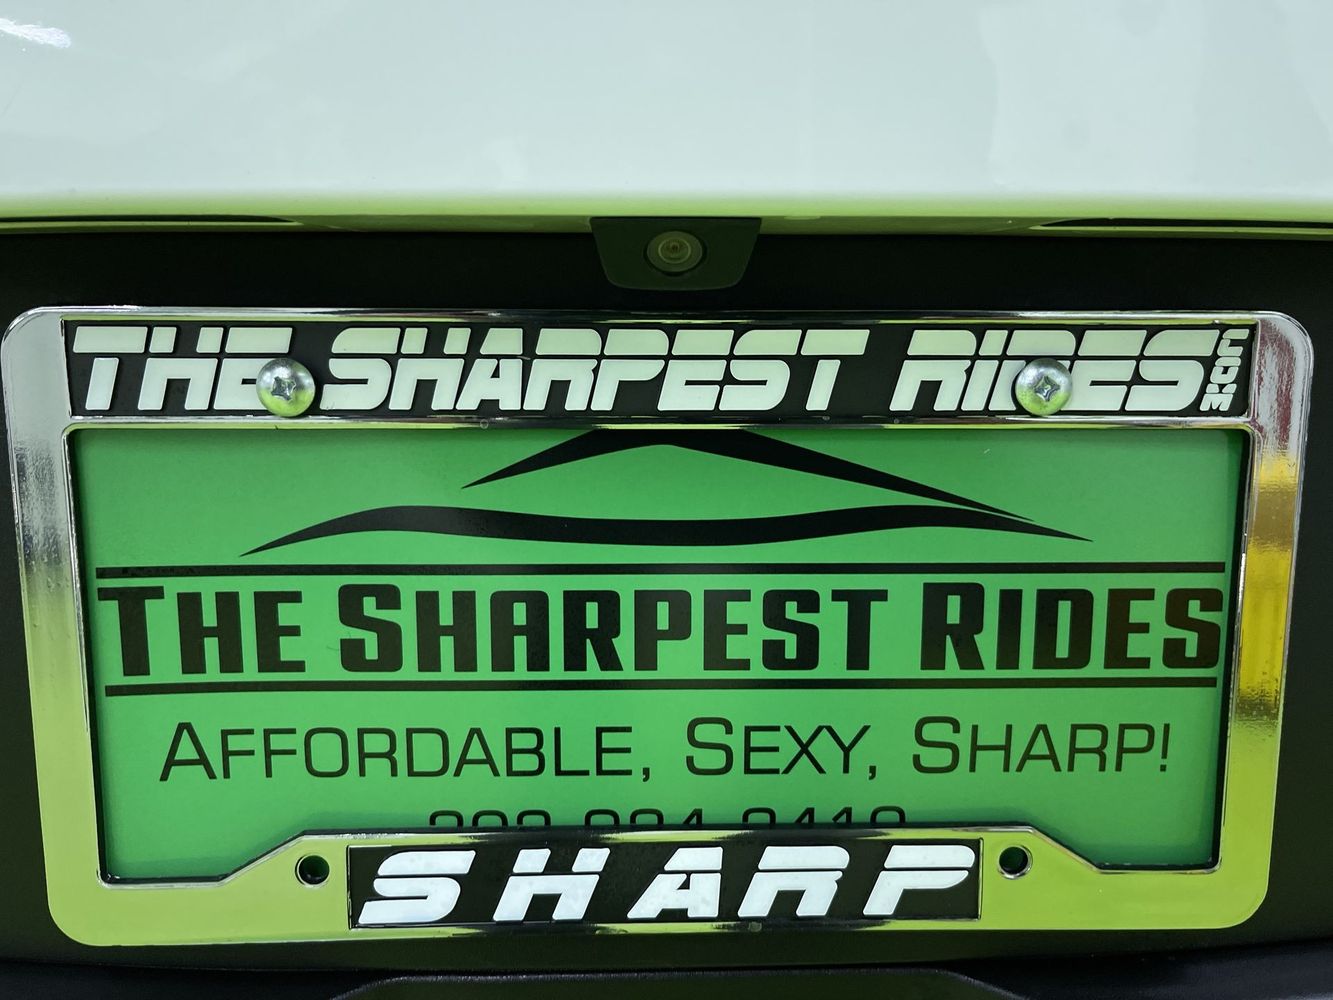 THE SHARPEST RIDES.COM
THE SHARPEST RIDES
AFFORDABLE, SEXY, SHARP!
SHARP